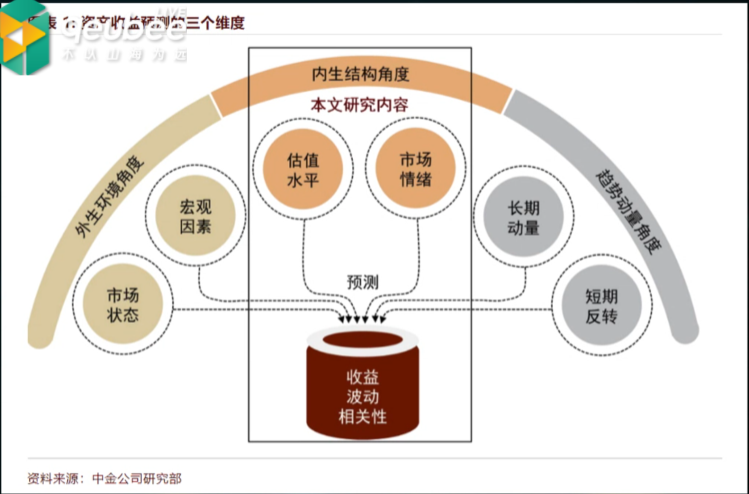 图表 1: 资产收益预测的三个维度
LIVE
qeubee
不以山海为远
内生结构角度
本文研究内容
外生环境角度
趋势动量角度
估值
水平
市场
情绪
宏观
因素
长期
动量
市场
状态
短期
反转
预测
收益
波动
相关性
资料来源：中金公司研究部